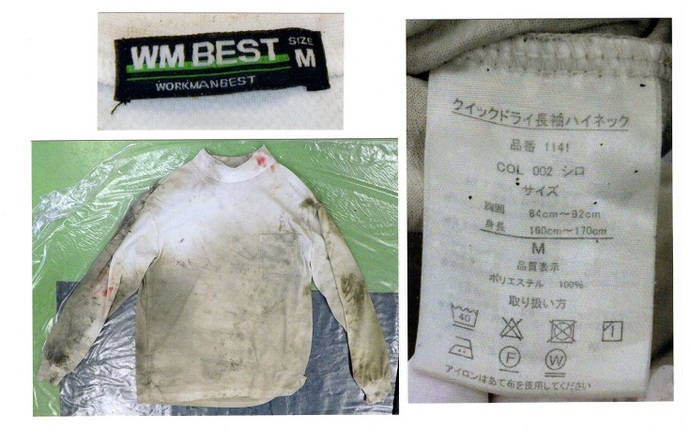 WM BEST
SIZE
M
WORKMANBEST
クイックドライ長袖ハイネック
品番 1141
COL 002 シロ
サイズ
胸囲 84cm～92cm
身長 160cm～170cm
M
品質表示
ポリエステル 100%
取り扱い方
40
F W
アイロンはあて布を使用してください